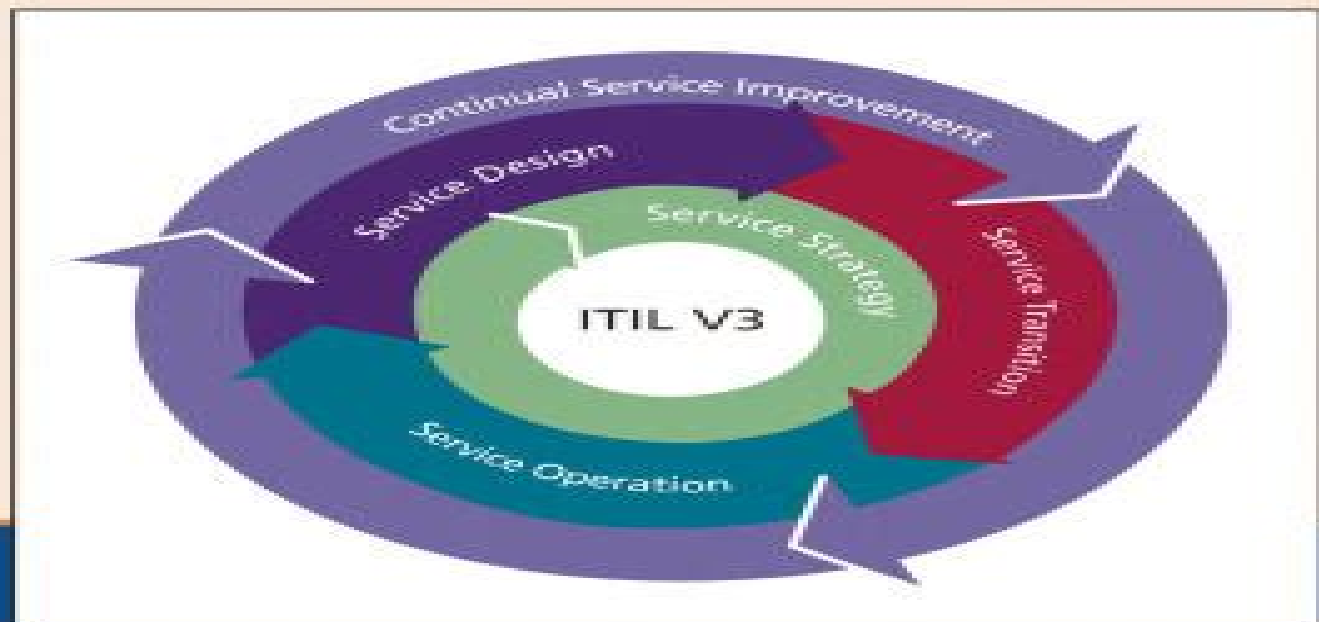 Continual Service Improvement
Service Design
Service Strategy
Service Transition
ITIL V3
Service Operation